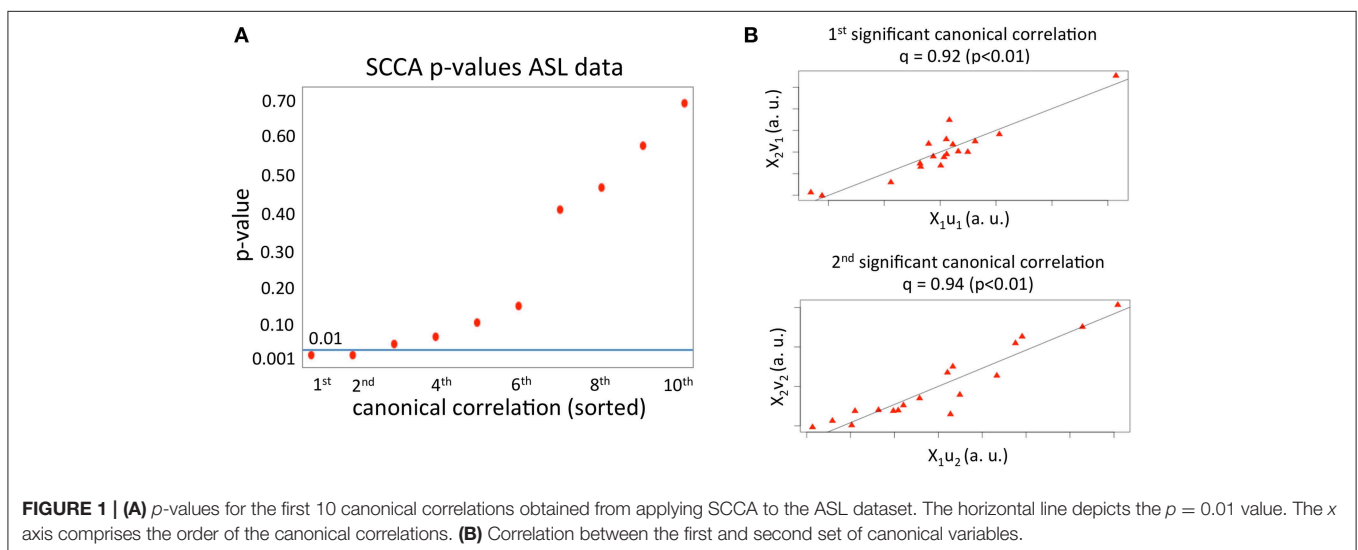 A
SCCA p-values ASL data
p-value
0.70
0.60
0.50
0.40
0.30
0.20
0.10
0.001
0.01
1st 2nd 4th 6th 8th 10th
canonical correlation (sorted)
B
1st significant canonical correlation
q = 0.92 (p<0.01)
X2v1 (a. u.)
X1u1 (a. u.)
2nd significant canonical correlation
q = 0.94 (p<0.01)
X2v2 (a. u.)
X1u2 (a. u.)
FIGURE 1 | (A) p-values for the first 10 canonical correlations obtained from applying SCCA to the ASL dataset. The horizontal line depicts the p = 0.01 value. The x
axis comprises the order of the canonical correlations. (B) Correlation between the first and second set of canonical variables.